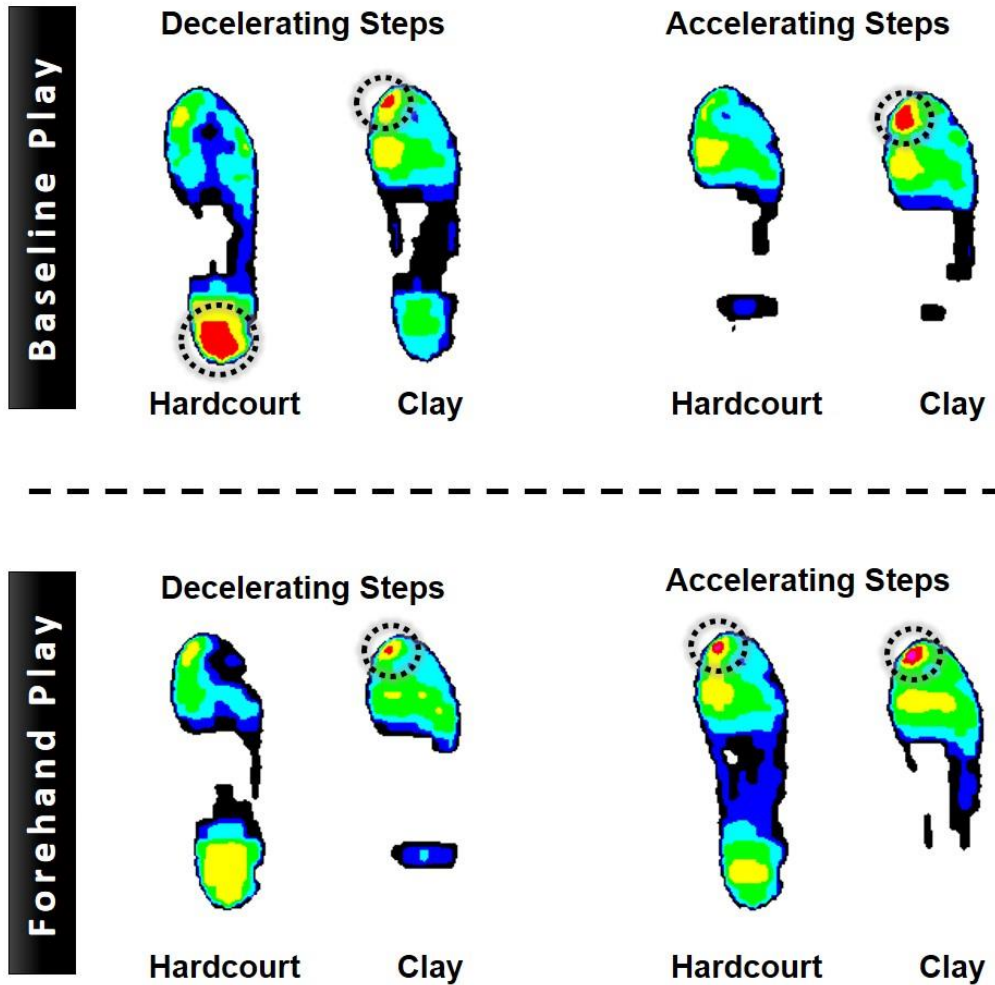 Baseline Play
Decelerating Steps
Accelerating Steps
Hardcourt
Clay
Hardcourt
Clay
Forehand Play
Decelerating Steps
Accelerating Steps
Hardcourt
Clay
Hardcourt
Clay